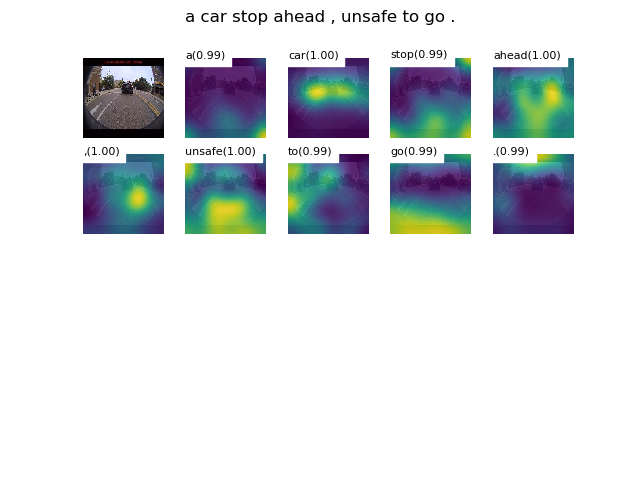 a car stop ahead , unsafe to go .
a(0.99)
car(1.00)
stop(0.99)
ahead(1.00)
,(1.00)
unsafe(1.00)
to(0.99)
go(0.99)
.(0.99)